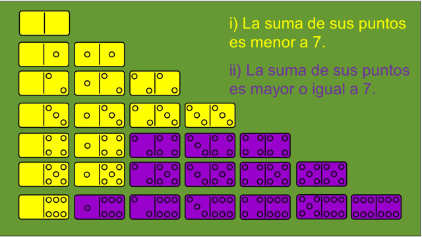 i) La suma de sus puntos
es menor a 7.
ii) La suma de sus puntos
es mayor o igual a 7.